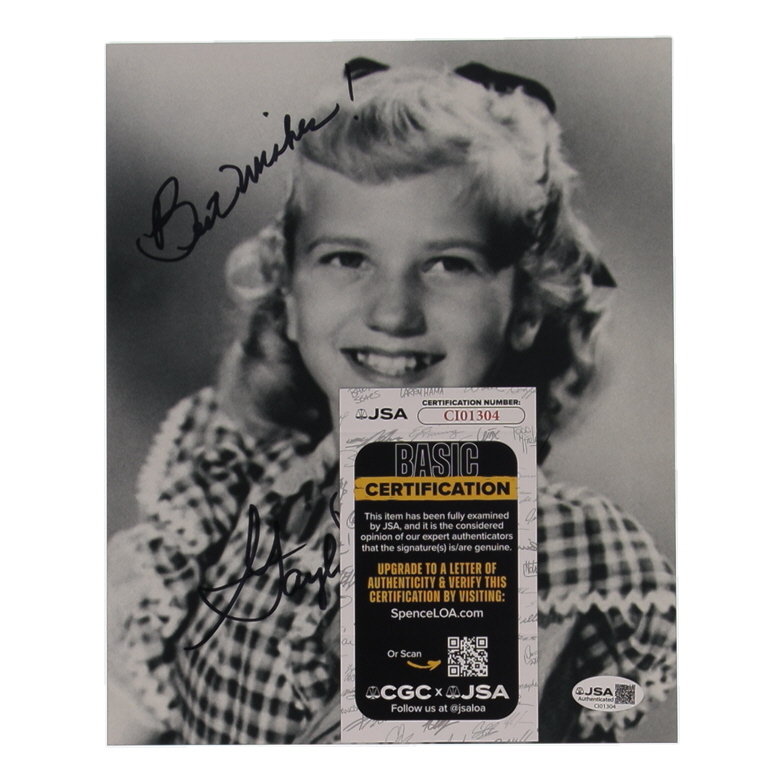 Best wishes!
JSA
CERTIFICATION NUMBER:
CI01304
BASIC
CERTIFICATION
This item has been fully examined
by JSA, and it is the considered
opinion of our expert authenticators
that the signature(s) is/are genuine.
UPGRADE TO A LETTER OF
AUTHENTICITY & VERIFY THIS
CERTIFICATION BY VISITING:
SpenceLOA.com
Or Scan
CGC x JSA
Follow us at @jsaloa
JSA
Authenticated
CI01304